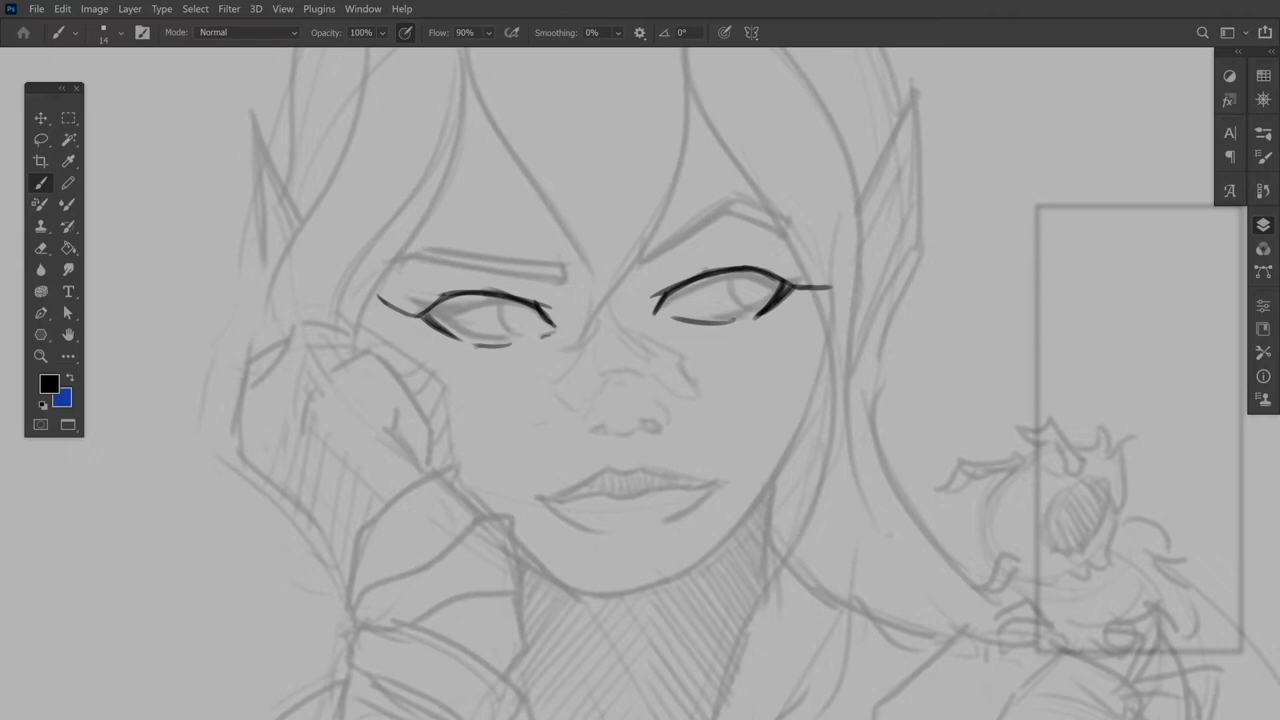 Ps File Edit Image Layer Type Select Filter 3D View Plugins Window Help
14 Mode: Normal Opacity: 100% Flow: 90% Smoothing: 0% 0°